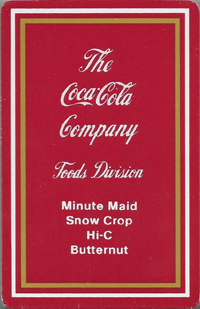 The
Coca-Cola
Company
Foods Division
Minute Maid
Snow Crop
Hi-C
Butternut